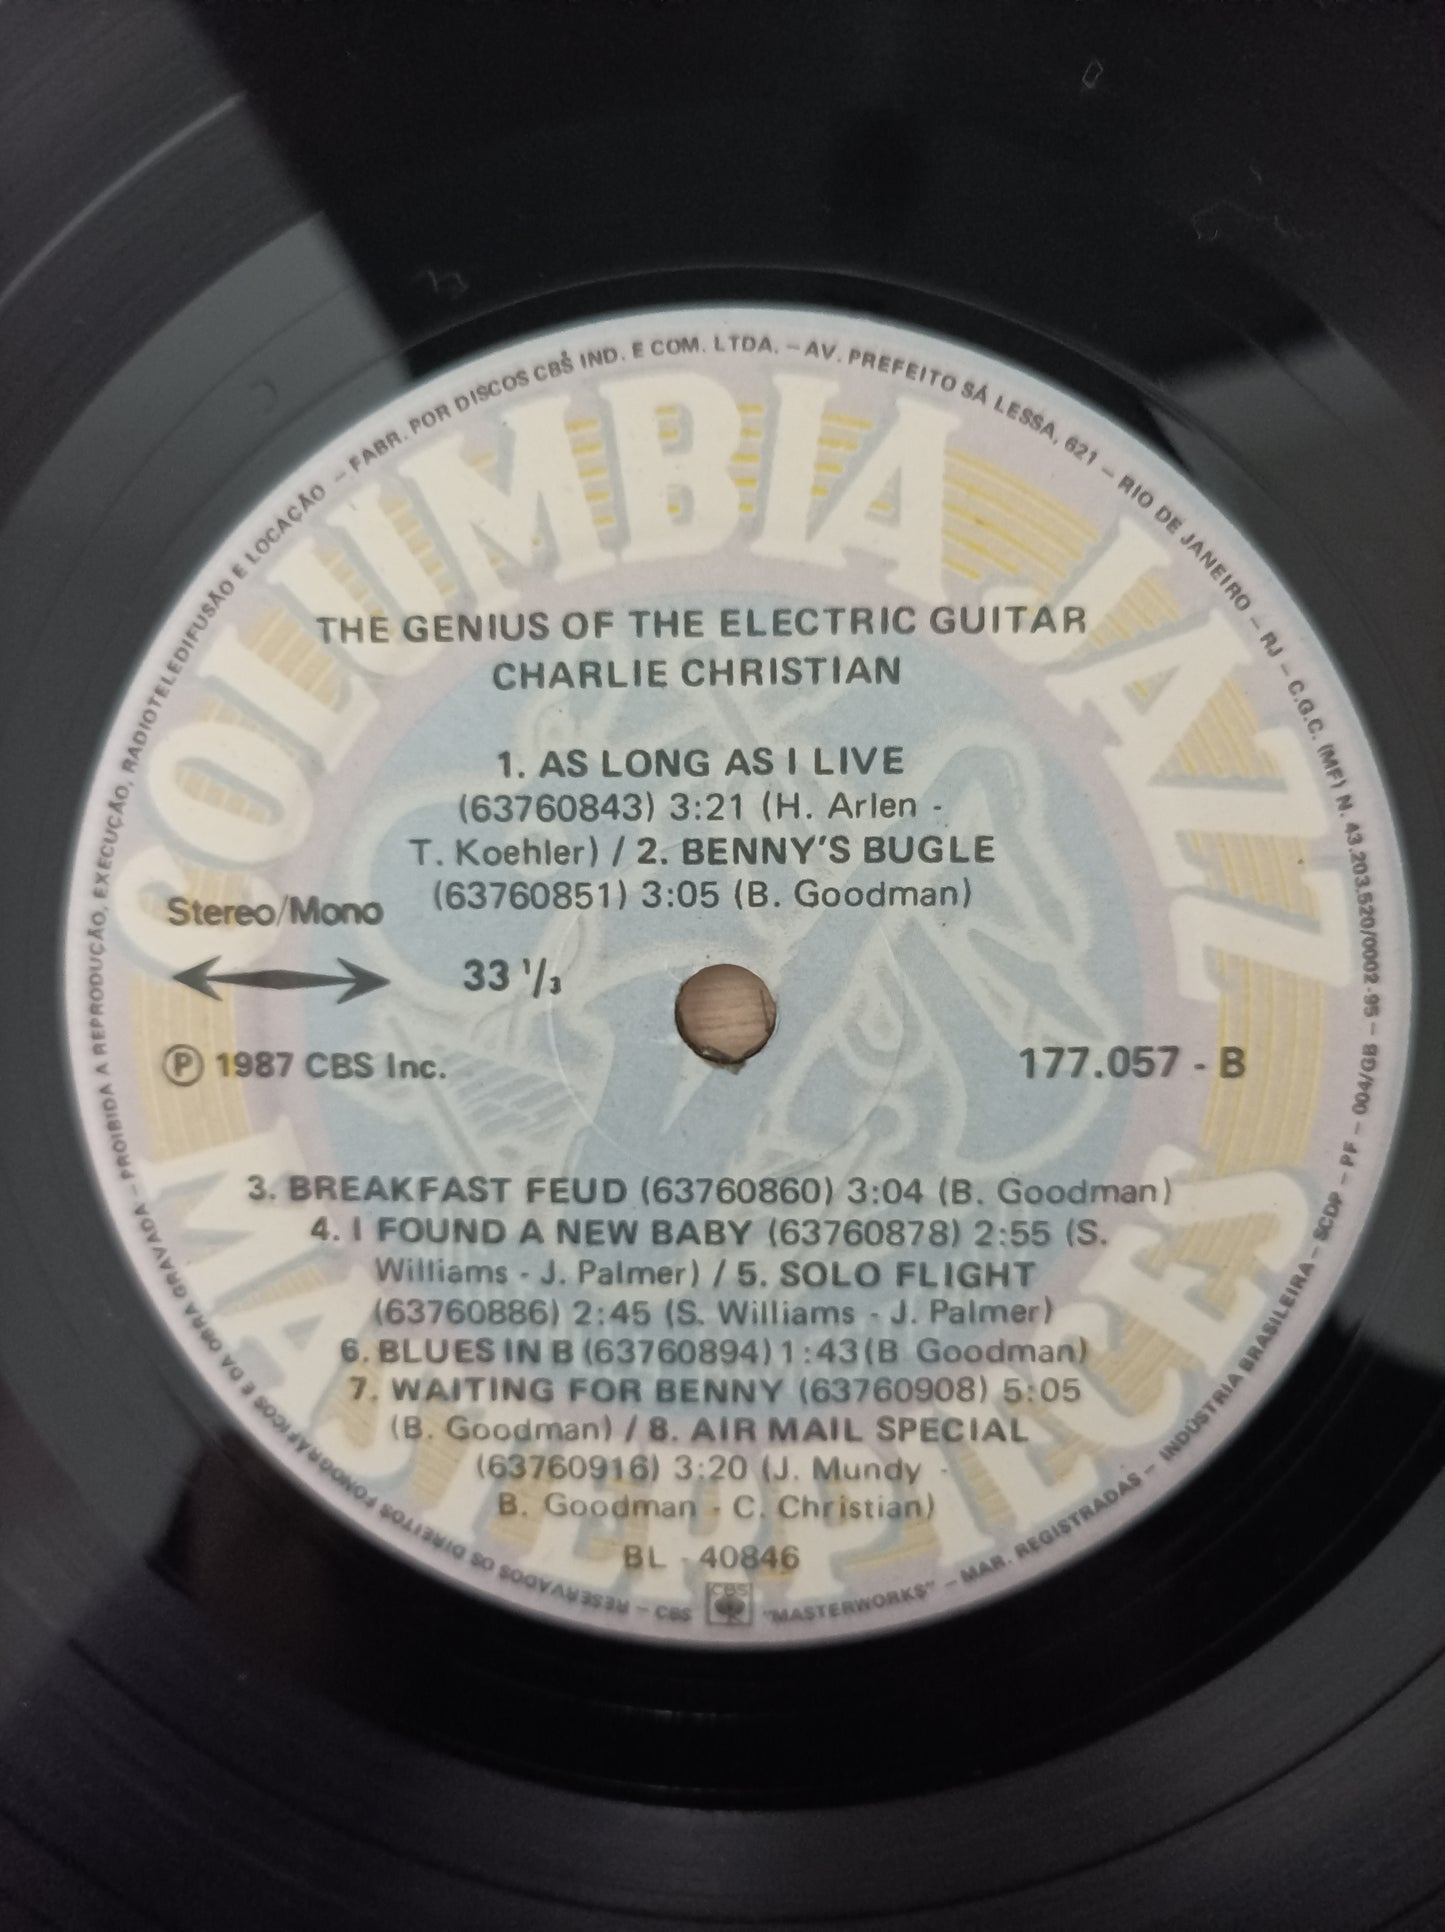 FABR. POR DISCOS CBS IND. E COM. LTDA. – AV. PREFEITO SÁ LESSA, 621 – RIO DE JANEIRO – RJ – C.G.C. (MF) N. 43.203.520/0002-95 – 004/GB – PF – SCDP – INDÚSTRIA BRASILEIRA – MAR. REGISTRADAS – "MASTERWORKS"
COLUMBIA JAZZ
THE GENIUS OF THE ELECTRIC GUITAR
CHARLIE CHRISTIAN
1. AS LONG AS I LIVE
(63760843) 3:21 (H. Arlen -
T. Koehler) / 2. BENNY'S BUGLE
(63760851) 3:05 (B. Goodman)
Stereo/Mono
33 1/3
Ⓟ 1987 CBS Inc.
177.057 - B
3. BREAKFAST FEUD (63760860) 3:04 (B. Goodman)
4. I FOUND A NEW BABY (63760878) 2:55 (S.
Williams - J. Palmer) / 5. SOLO FLIGHT
(63760886) 2:45 (S. Williams - J. Palmer)
6. BLUES IN B (63760894) 1:43 (B Goodman)
7. WAITING FOR BENNY (63760908) 5:05
(B. Goodman) / 8. AIR MAIL SPECIAL
(63760916) 3:20 (J. Mundy -
B. Goodman - C. Christian)
BL - 40846
MASTERPIECES
CBS
CBS – RESERVADOS OS DIREITOS FONOGRÁFICOS E DA OBRA GRAVADA – PROIBIDA A REPRODUÇÃO, EXECUÇÃO, RADIOTELEDIFUSÃO E LOCAÇÃO –